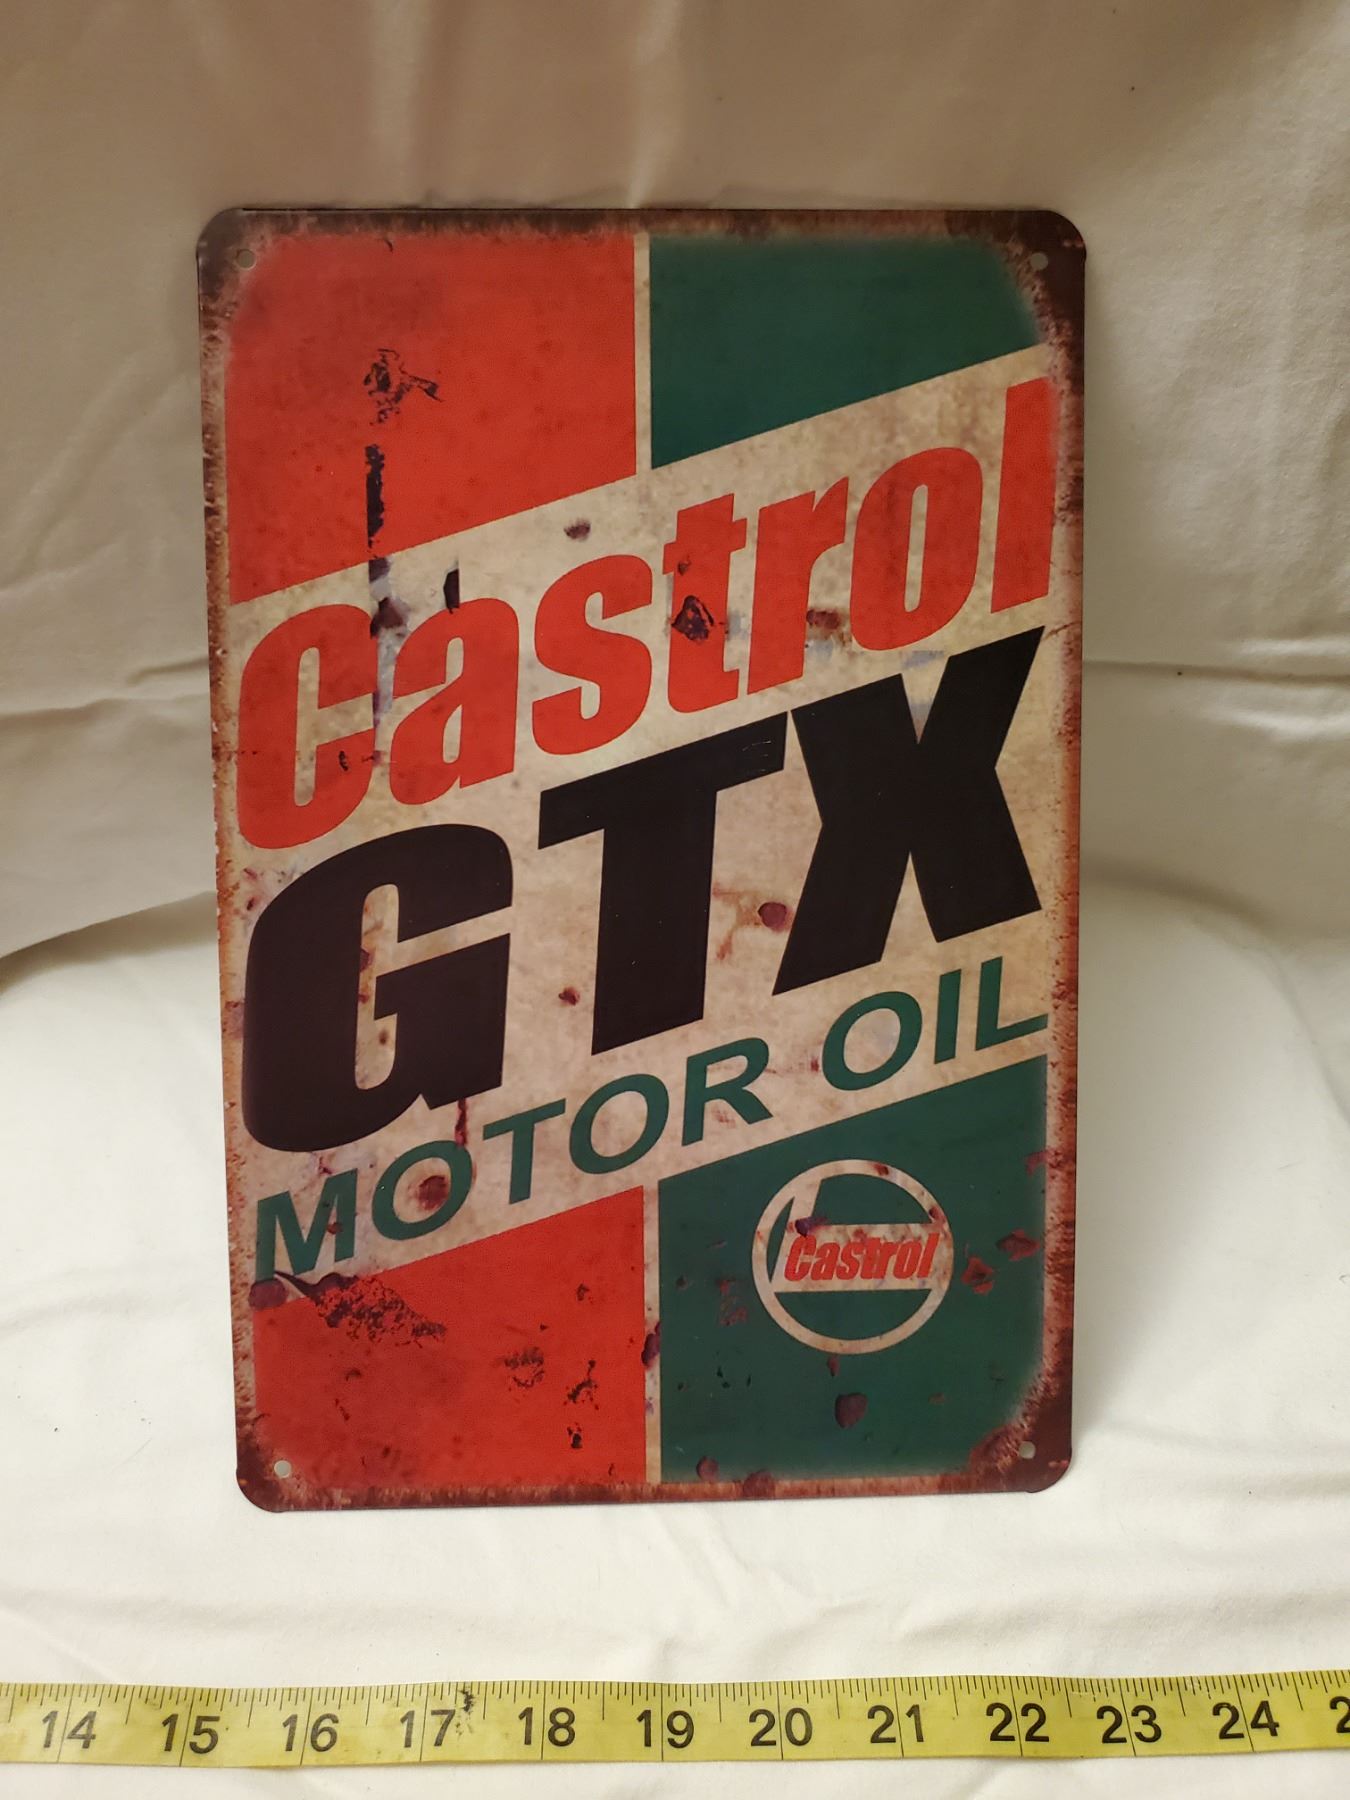 Castrol
GTX
MOTOR OIL
Castrol
14 15 16 17 18 19 20 21 22 23 24